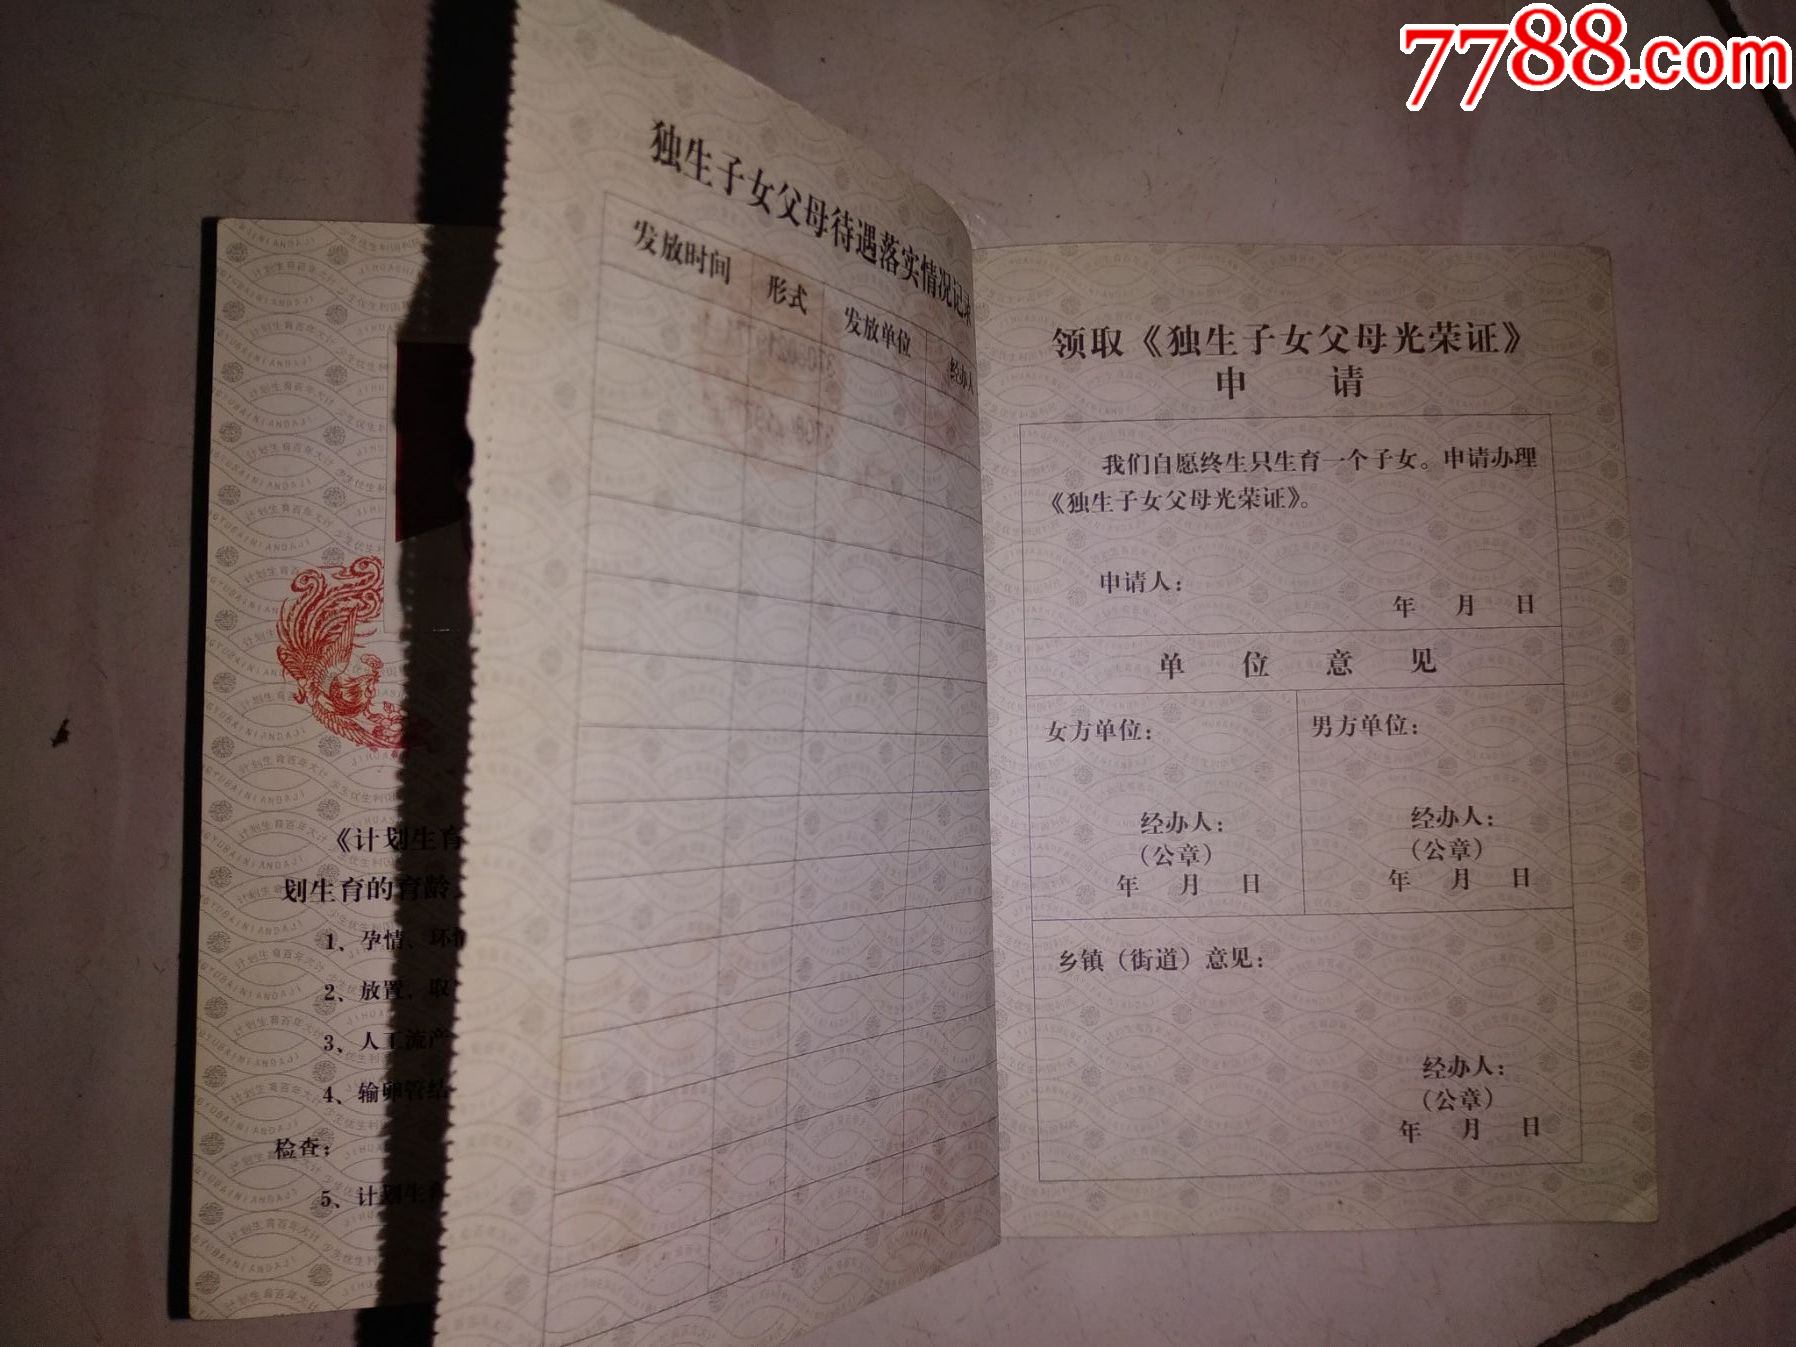 7788.com
独生子女父母待遇落实情况记录
发放时间 形式 发放单位 经办人
领取《独生子女父母光荣证》
申 请
我们自愿终生只生育一个子女。申请办理
《独生子女父母光荣证》。
申请人：
年 月 日
单 位 意 见
女方单位： 男方单位：
经办人： 经办人：
（公章） （公章）
年 月 日 年 月 日
乡镇（街道）意见：
经办人：
（公章）
年 月 日
《计划生育
划生育的育龄
1、孕情、环情
2、放置、取
3、人工流产
4、输卵管结
检查；
5、计划生育